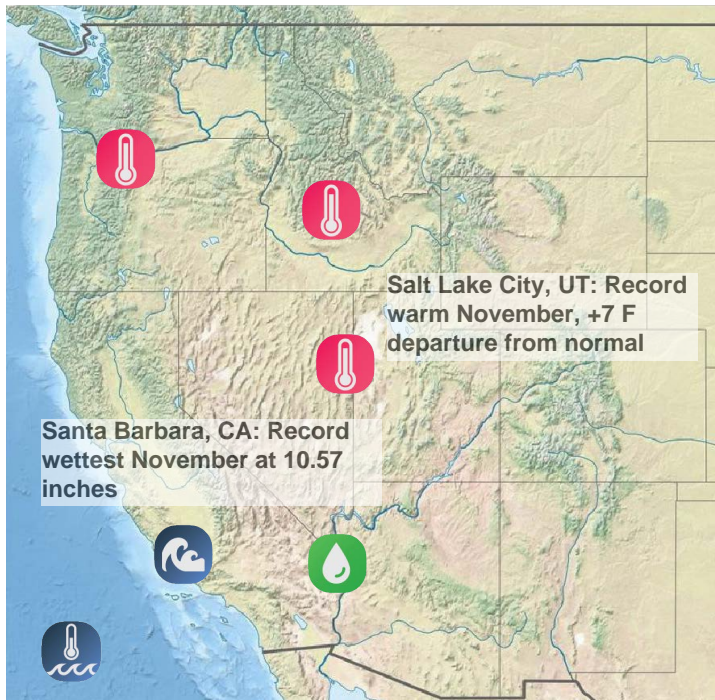 Salt Lake City, UT: Record
warm November, +7 F
departure from normal
Santa Barbara, CA: Record
wettest November at 10.57
inches